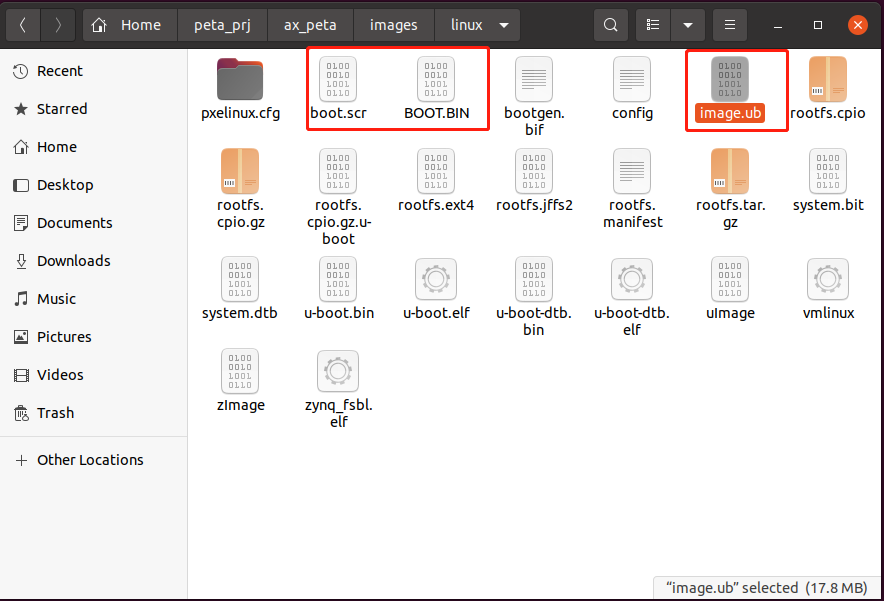 Home peta_prj ax_peta images linux
Recent
Starred
Home
Desktop
Documents
Downloads
Music
Pictures
Videos
Trash
Other Locations
pxelinux.cfg
boot.scr
BOOT.BIN
bootgen.
bif
config
image.ub
rootfs.cpio
rootfs.
cpio.gz
rootfs.
cpio.gz.u-
boot
rootfs.ext4
rootfs.jffs2
rootfs.
manifest
rootfs.tar.
gz
system.bit
system.dtb
u-boot.bin
u-boot.elf
u-boot-dtb.
bin
u-boot-dtb.
elf
uImage
vmlinux
zImage
zynq_fsbl.
elf
“image.ub” selected (17.8 MB)